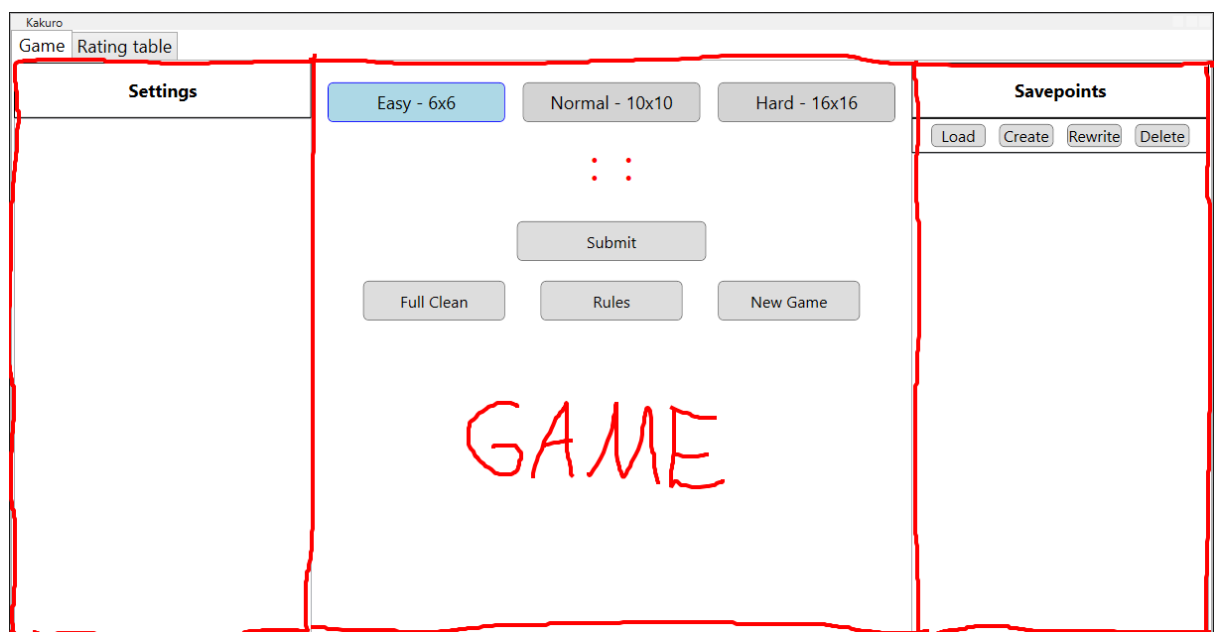 Kakuro
Game Rating table
Settings
Easy - 6x6 Normal - 10x10 Hard - 16x16
Savepoints
Load Create Rewrite Delete
: :
Submit
Full Clean Rules New Game
GAME